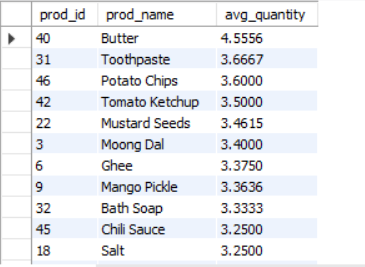 prod_id prod_name avg_quantity
40 Butter 4.5556
31 Toothpaste 3.6667
46 Potato Chips 3.6000
42 Tomato Ketchup 3.5000
22 Mustard Seeds 3.4615
3 Moong Dal 3.4000
6 Ghee 3.3750
9 Mango Pickle 3.3636
32 Bath Soap 3.3333
45 Chili Sauce 3.2500
18 Salt 3.2500